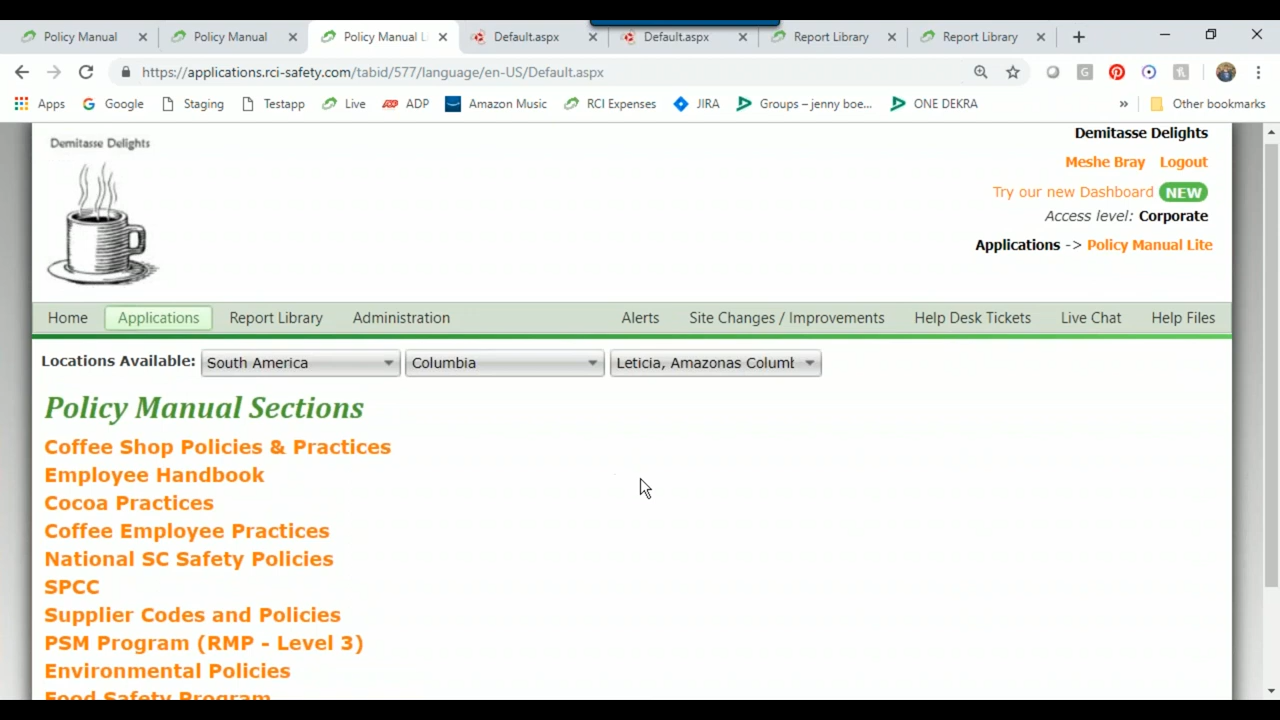 Policy Manual
Policy Manual
Policy Manual L
Default.aspx
Default.aspx
Report Library
Report Library
https://applications.rci-safety.com/tabid/577/language/en-US/Default.aspx
Apps
Google
Staging
Testapp
Live
ADP
Amazon Music
RCI Expenses
JIRA
Groups – jenny boe...
ONE DEKRA
»
Other bookmarks
Demitasse Delights
Demitasse Delights
Meshe Bray Logout
Try our new Dashboard NEW
Access level: Corporate
Applications -> Policy Manual Lite
Home Applications Report Library Administration Alerts Site Changes / Improvements Help Desk Tickets Live Chat Help Files
Locations Available: South America Columbia Leticia, Amazonas Columb
Policy Manual Sections
Coffee Shop Policies & Practices
Employee Handbook
Cocoa Practices
Coffee Employee Practices
National SC Safety Policies
SPCC
Supplier Codes and Policies
PSM Program (RMP - Level 3)
Environmental Policies
Food Safety Program